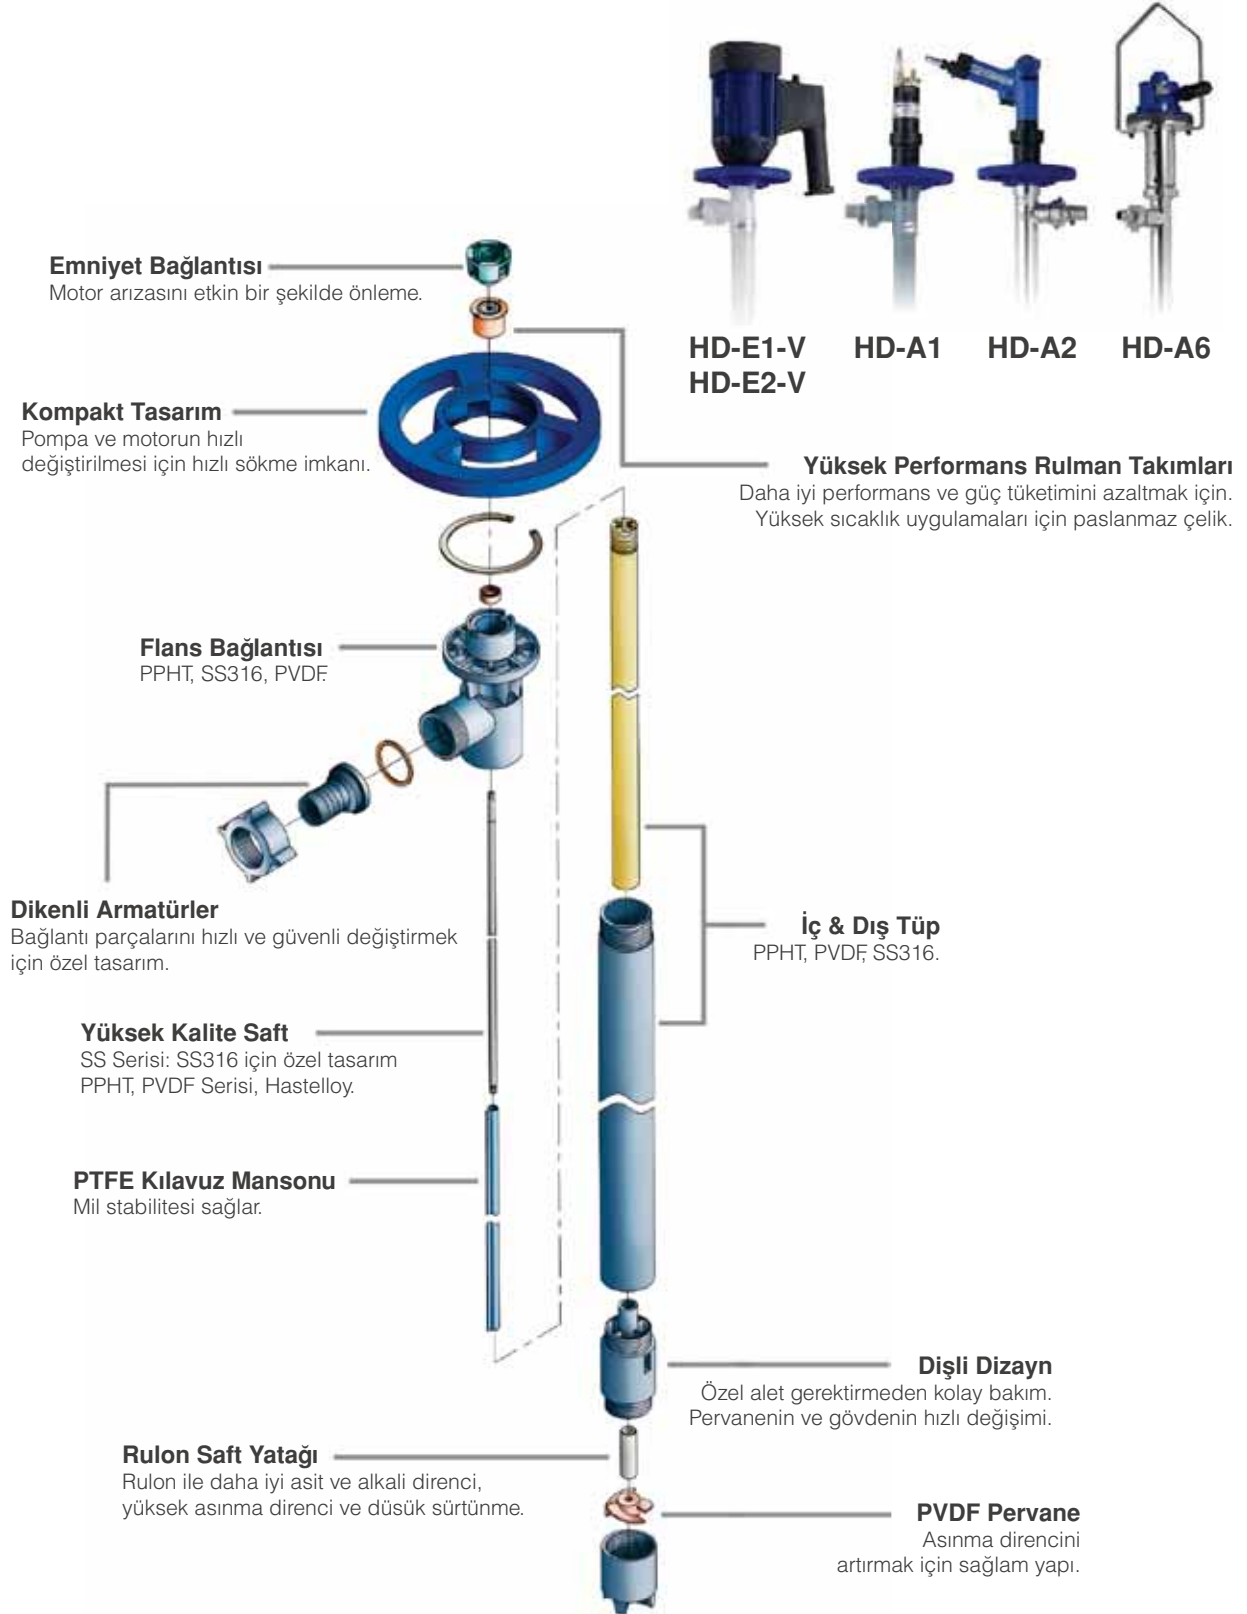 HD-E1-V
HD-E2-V
HD-A1
HD-A2
HD-A6
Emniyet Bağlantısı
Motor arızasını etkin bir şekilde önleme.
Kompakt Tasarım
Pompa ve motorun hızlı
değiştirilmesi için hızlı sökme imkanı.
Yüksek Performans Rulman Takımları
Daha iyi performans ve güç tüketimini azaltmak için.
Yüksek sıcaklık uygulamaları için paslanmaz çelik.
Flans Bağlantısı
PPHT, SS316, PVDF.
Dikenli Armatürler
Bağlantı parçalarını hızlı ve güvenli değiştirmek
için özel tasarım.
İç & Dış Tüp
PPHT, PVDF, SS316.
Yüksek Kalite Saft
SS Serisi: SS316 için özel tasarım
PPHT, PVDF Serisi, Hastelloy.
PTFE Kılavuz Mansonu
Mil stabilitesi sağlar.
Dişli Dizayn
Özel alet gerektirmeden kolay bakım.
Pervanenin ve gövdenin hızlı değişimi.
Rulon Saft Yatağı
Rulon ile daha iyi asit ve alkali direnci,
yüksek asınma direnci ve düsük sürtünme.
PVDF Pervane
Asınma direncini
artırmak için sağlam yapı.